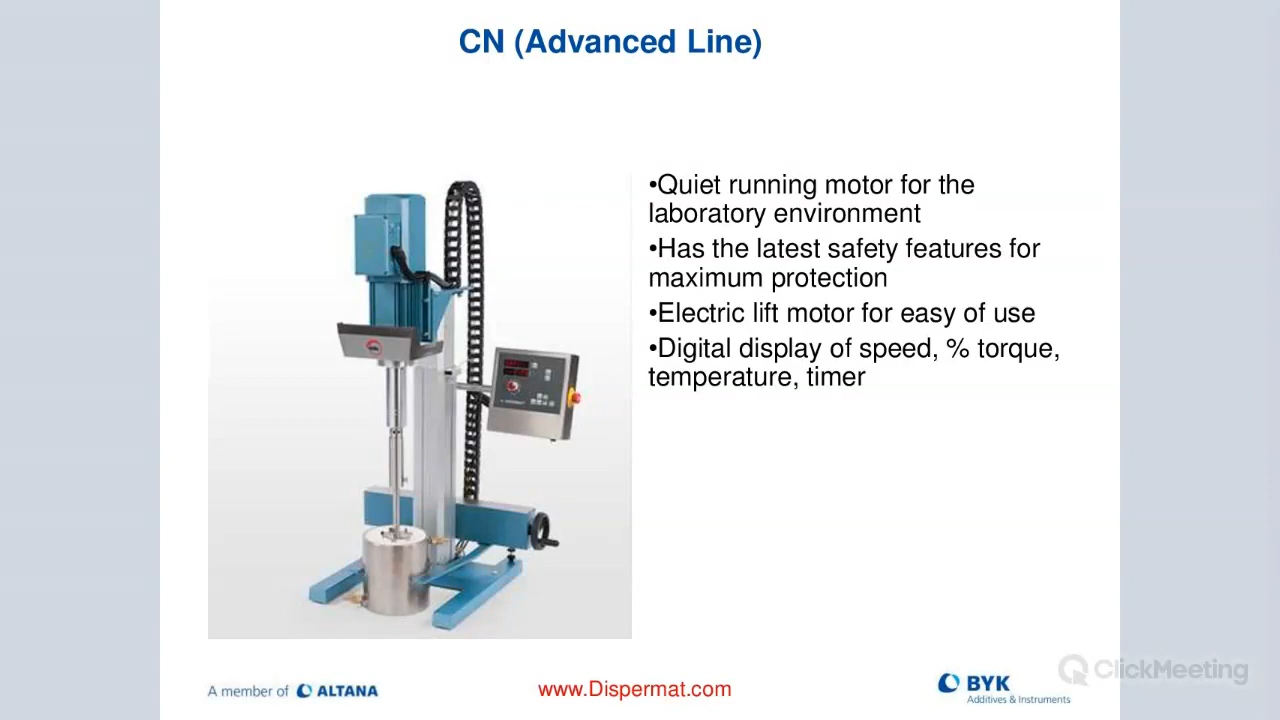 CN (Advanced Line)
•Quiet running motor for the
laboratory environment
•Has the latest safety features for
maximum protection
•Electric lift motor for easy of use
•Digital display of speed, % torque,
temperature, timer
A member of ALTANA
www.Dispermat.com
BYK
Additives & Instruments
ClickMeeting